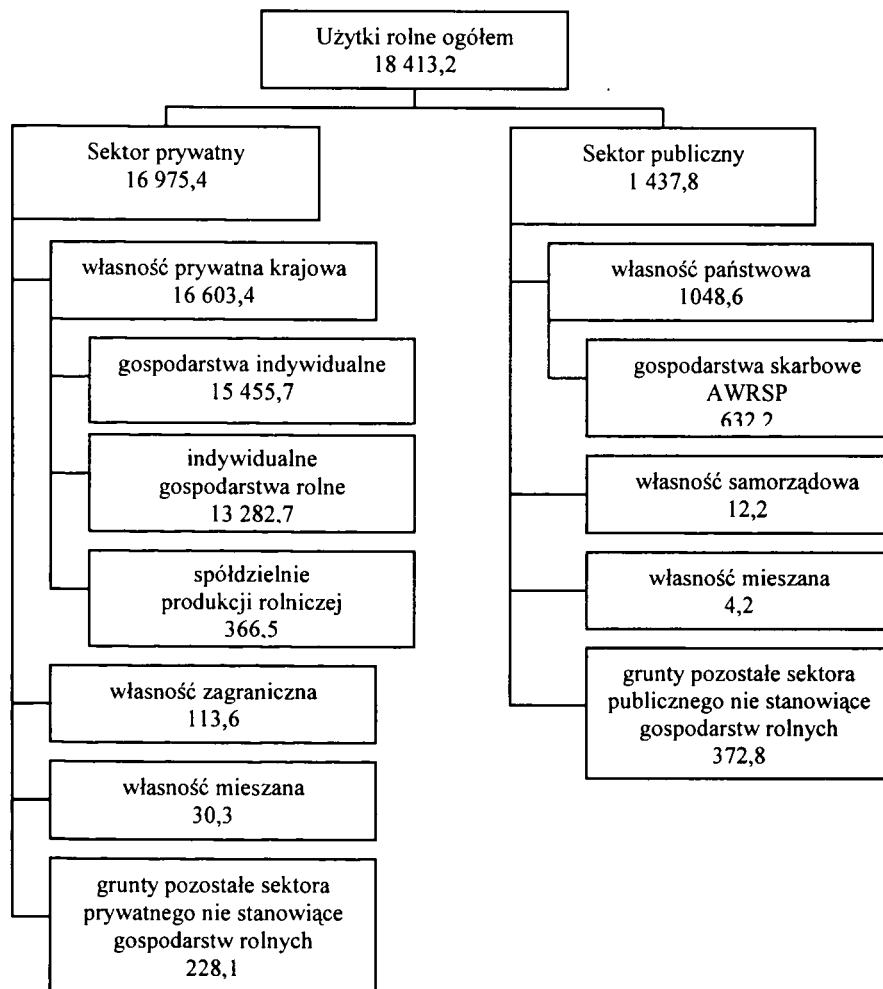 Użytki rolne ogółem
18 413,2
Sektor prywatny
16 975,4
własność prywatna krajowa
16 603,4
gospodarstwa indywidualne
15 455,7
indywidualne
gospodarstwa rolne
13 282,7
spółdzielnie
produkcji rolniczej
366,5
własność zagraniczna
113,6
własność mieszana
30,3
grunty pozostałe sektora
prywatnego nie stanowiące
gospodarstw rolnych
228,1
Sektor publiczny
1 437,8
własność państwowa
1048,6
gospodarstwa skarbowe
AWRSP
632,2
własność samorządowa
12,2
własność mieszana
4,2
grunty pozostałe sektora
publicznego nie stanowiące
gospodarstw rolnych
372,8